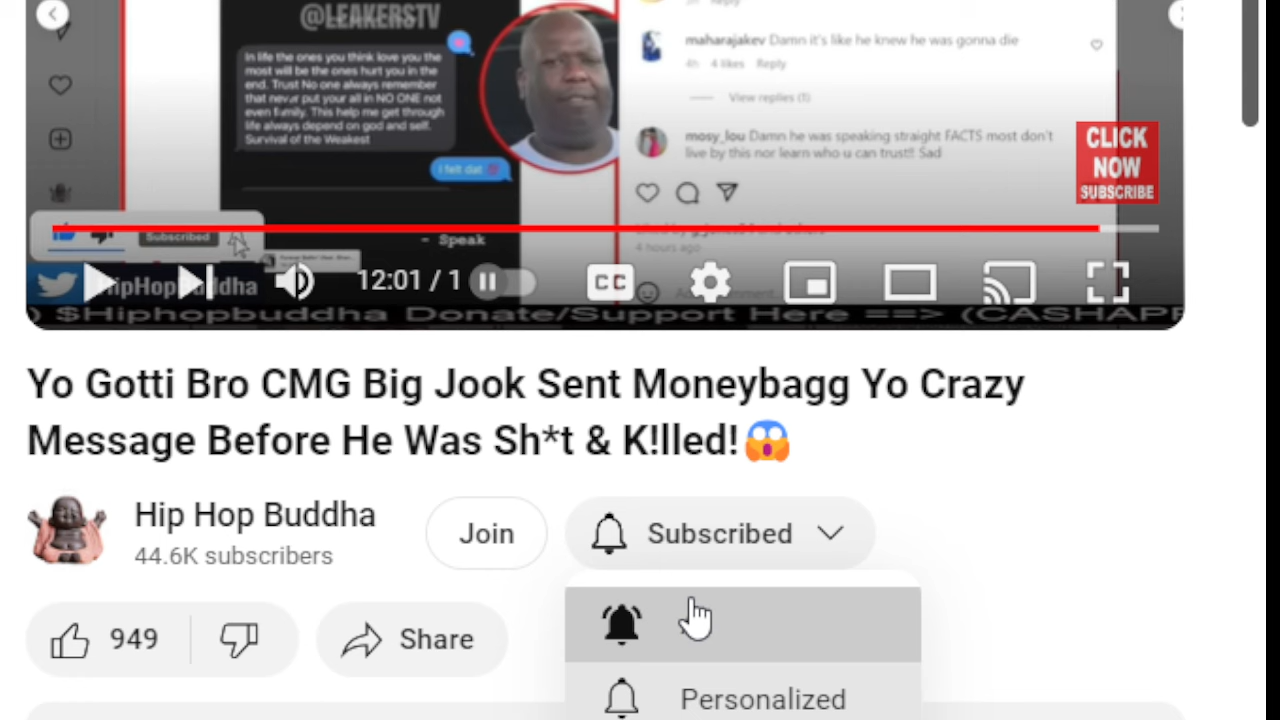 @LEAKERSTV
In life the ones you think love you the
most will be the ones hurt you in the
end. Trust No one always remember
that never put your all in NO ONE not
even family. This help me get through
life always depend on god and self.
Survival of the Weakest
I felt dat
- Speak
Reply
maharajakev Damn it's like he knew he was gonna die
4h 4 likes Reply
View replies (1)
mosy_lou Damn he was speaking straight FACTS most don't
live by this nor learn who u can trust!! Sad
4 hours ago
CLICK
NOW
SUBSCRIBE
Subscribed
HipHopBuddha
12:01 / 1
CC
) $Hiphopbuddha Donate/Support Here ==> (CASHAPP
Yo Gotti Bro CMG Big Jook Sent Moneybagg Yo Crazy
Message Before He Was Sh*t & K!lled!😱
Hip Hop Buddha
44.6K subscribers
Join
Subscribed
949
Share
Personalized